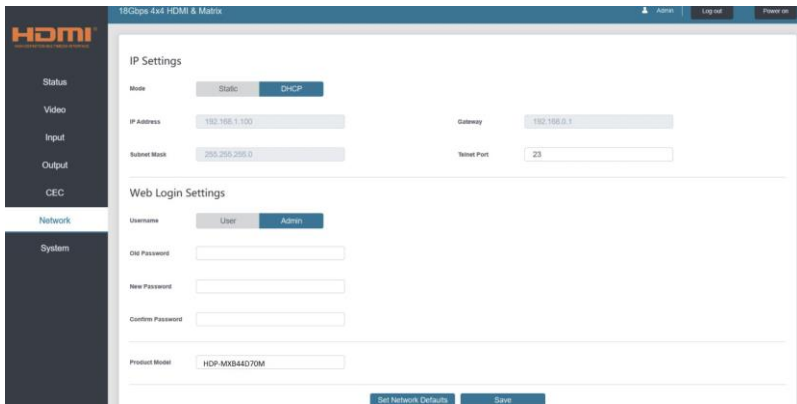 18Gbps 4x4 HDMI & Matrix
Admin
Log out
Power on
HDMI
Status
Video
Input
Output
CEC
Network
System
IP Settings
Mode Static DHCP
IP Address 192.168.1.100 Gateway 192.168.0.1
Subnet Mask 255.255.255.0 Telnet Port 23
Web Login Settings
Username User Admin
Old Password
New Password
Confirm Password
Product Model HDP-MXB44D70M
Set Network Defaults Save